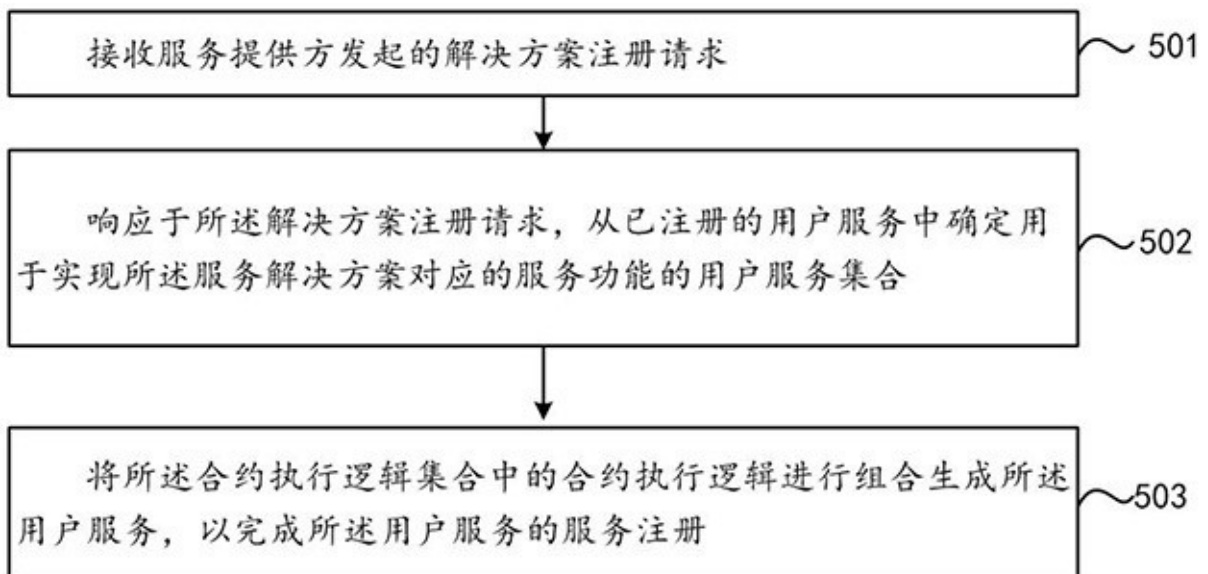 接收服务提供方发起的解决方案注册请求
501
响应于所述解决方案注册请求，从已注册的用户服务中确定用
于实现所述服务解决方案对应的服务功能的用户服务集合
502
将所述合约执行逻辑集合中的合约执行逻辑进行组合生成所述
用户服务，以完成所述用户服务的服务注册
503